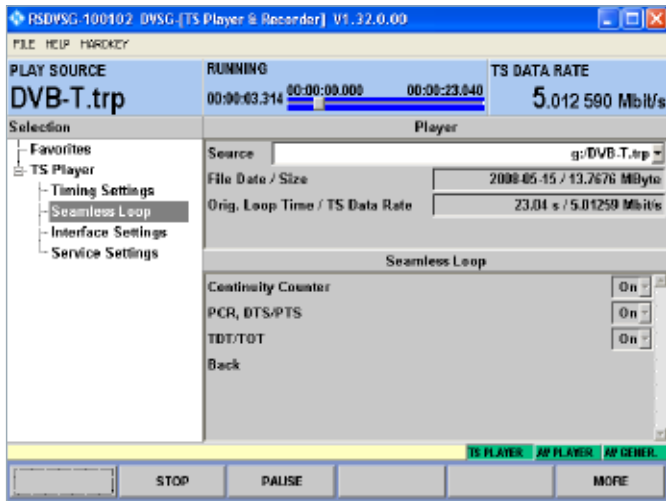 RSDVSG-100102 DVSG-[TS Player & Recorder] V1.32.0.00
FILE HELP HARDKEY
PLAY SOURCE
DVB-T.trp
RUNNING
00:00:03.314 00:00:00.000 00:00:23.040
TS DATA RATE
5.012 590 Mbit/s
Selection
Favorites
TS Player
Timing Settings
Seamless Loop
Interface Settings
Service Settings
Player
Source g:/DVB-T.trp
File Date / Size 2008-05-15 / 13.7676 MByte
Orig. Loop Time / TS Data Rate 23.04 s / 5.01259 Mbit/s
Seamless Loop
Continuity Counter On
PCR, DTS/PTS On
TDT/TOT On
Back
TS PLAYER AV PLAYER AV GENER.
STOP PAUSE MORE